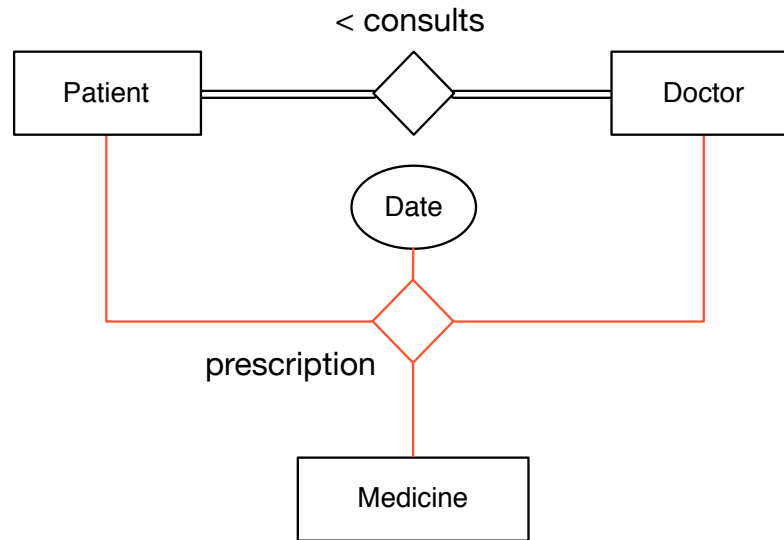 < consults
Patient
Doctor
Date
prescription
Medicine